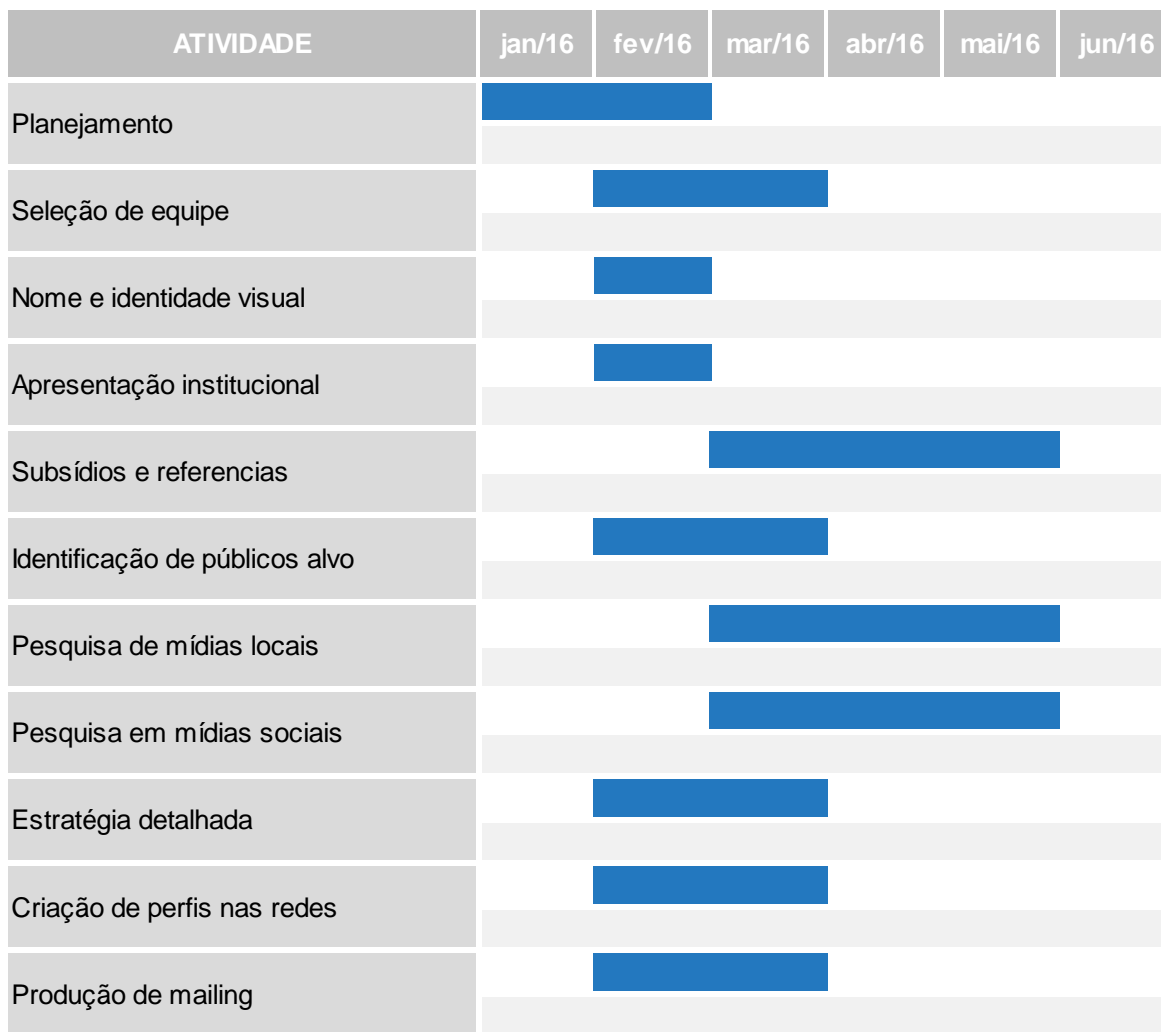 ATIVIDADE jan/16 fev/16 mar/16 abr/16 mai/16 jun/16
Planejamento
Seleção de equipe
Nome e identidade visual
Apresentação institucional
Subsídios e referencias
Identificação de públicos alvo
Pesquisa de mídias locais
Pesquisa em mídias sociais
Estratégia detalhada
Criação de perfis nas redes
Produção de mailing